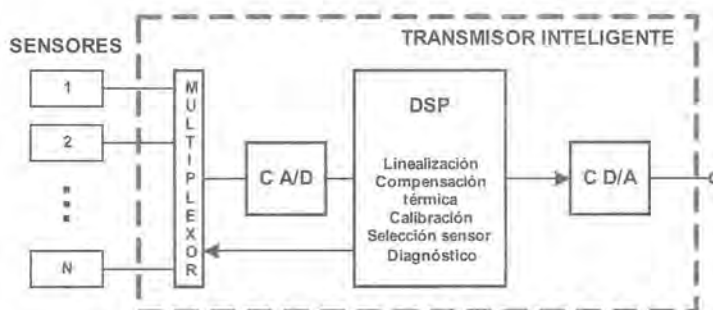 SENSORES
TRANSMISOR INTELIGENTE
1
2
N
MULTIPLEXOR
C A/D
DSP
Linealización
Compensación
térmica
Calibración
Selección sensor
Diagnóstico
C D/A